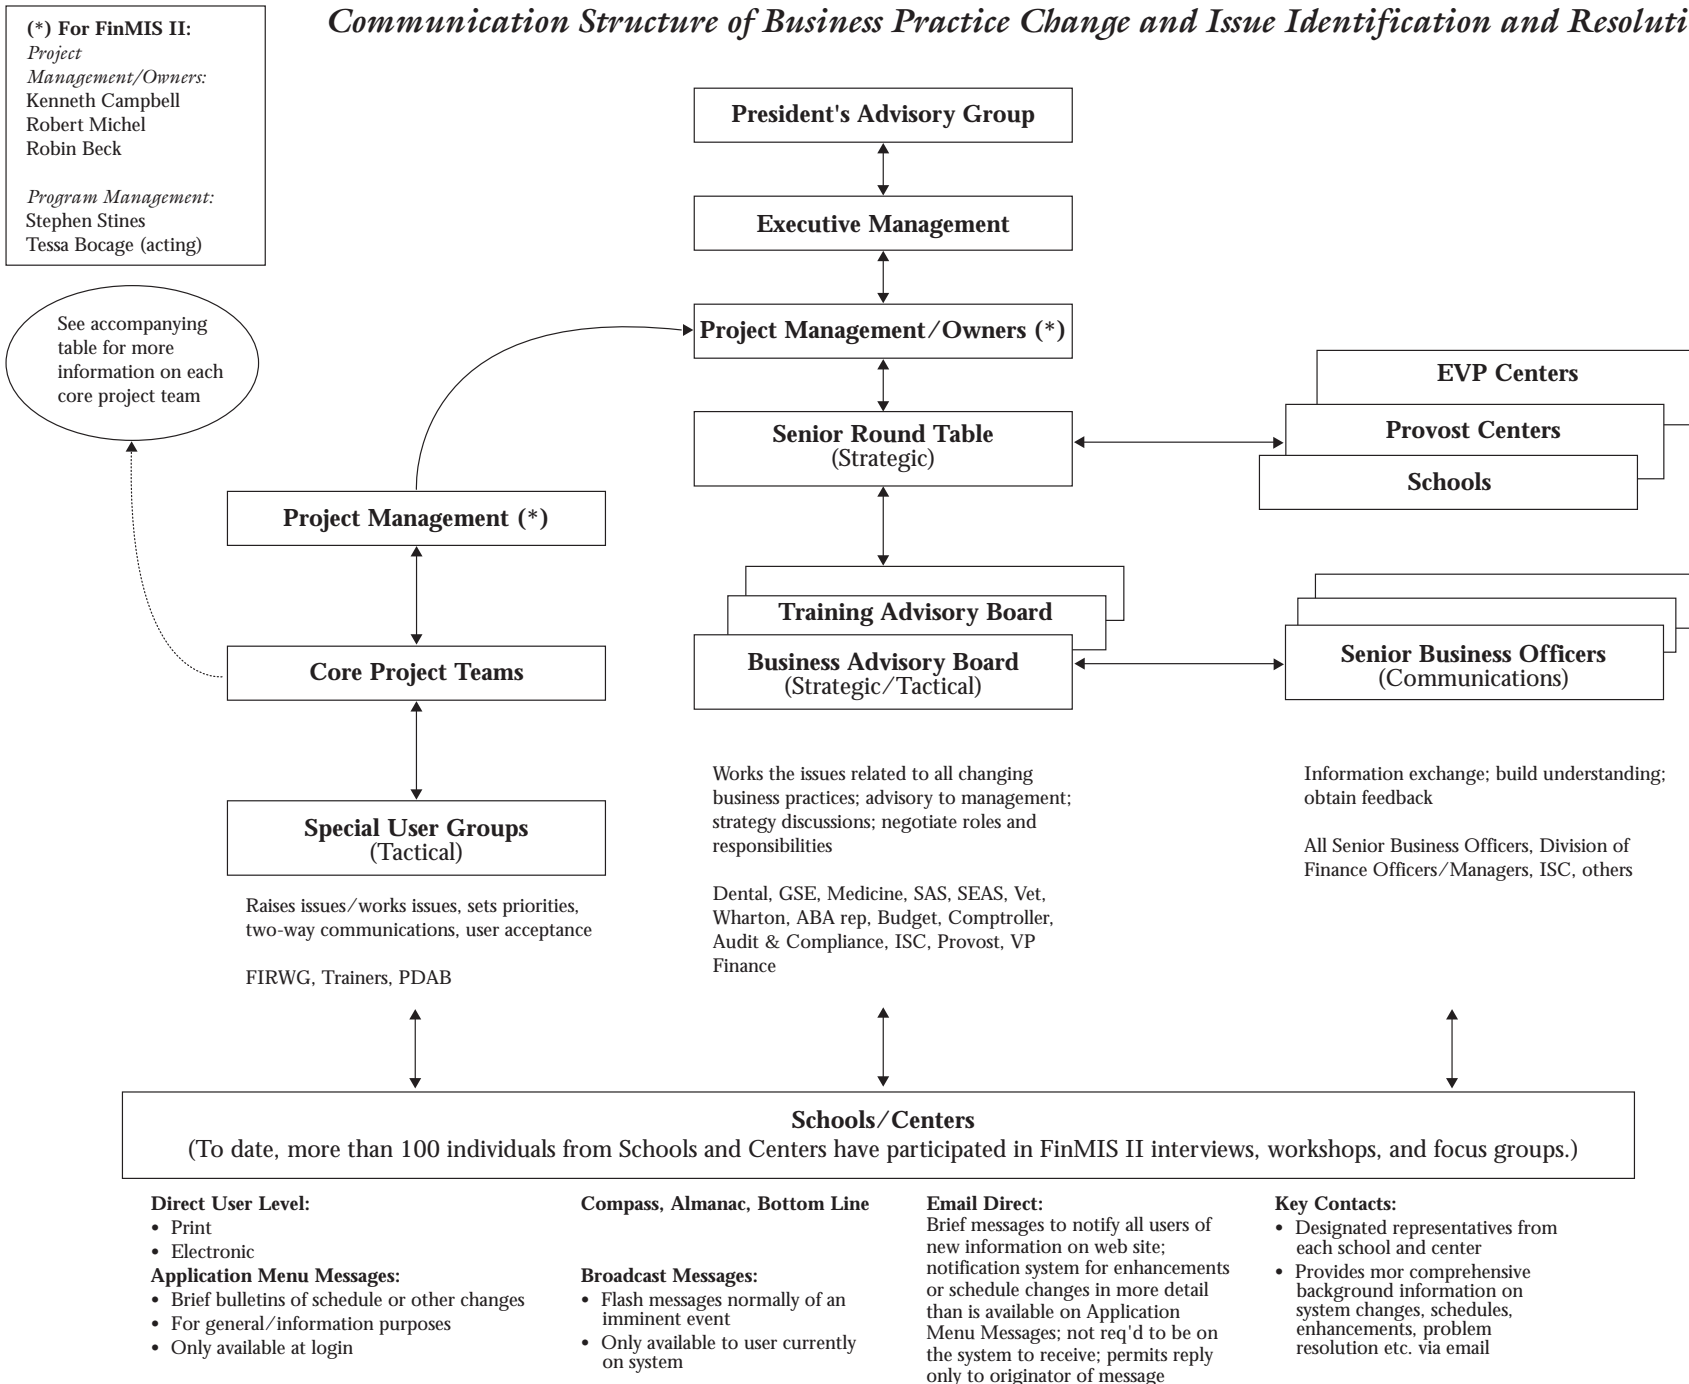 Communication Structure of Business Practice Change and Issue Identification and Resoluti
(*) For FinMIS II:
Project
Management/Owners:
Kenneth Campbell
Robert Michel
Robin Beck
Program Management:
Stephen Stines
Tessa Bocage (acting)
See accompanying
table for more
information on each
core project team
President's Advisory Group
Executive Management
Project Management/Owners (*)
Senior Round Table
(Strategic)
EVP Centers
Provost Centers
Schools
Project Management (*)
Core Project Teams
Special User Groups
(Tactical)
Raises issues/works issues, sets priorities,
two-way communications, user acceptance
FIRWG, Trainers, PDAB
Training Advisory Board
Business Advisory Board
(Strategic/Tactical)
Works the issues related to all changing
business practices; advisory to management;
strategy discussions; negotiate roles and
responsibilities
Dental, GSE, Medicine, SAS, SEAS, Vet,
Wharton, ABA rep, Budget, Comptroller,
Audit & Compliance, ISC, Provost, VP
Finance
Senior Business Officers
(Communications)
Information exchange; build understanding;
obtain feedback
All Senior Business Officers, Division of
Finance Officers/Managers, ISC, others
Schools/Centers
(To date, more than 100 individuals from Schools and Centers have participated in FinMIS II interviews, workshops, and focus groups.)
Direct User Level:
• Print
• Electronic
Application Menu Messages:
• Brief bulletins of schedule or other changes
• For general/information purposes
• Only available at login
Compass, Almanac, Bottom Line
Broadcast Messages:
• Flash messages normally of an
imminent event
• Only available to user currently
on system
Email Direct:
Brief messages to notify all users of
new information on web site;
notification system for enhancements
or schedule changes in more detail
than is available on Application
Menu Messages; not req'd to be on
the system to receive; permits reply
only to originator of message
Key Contacts:
• Designated representatives from
each school and center
• Provides mor comprehensive
background information on
system changes, schedules,
enhancements, problem
resolution etc. via email